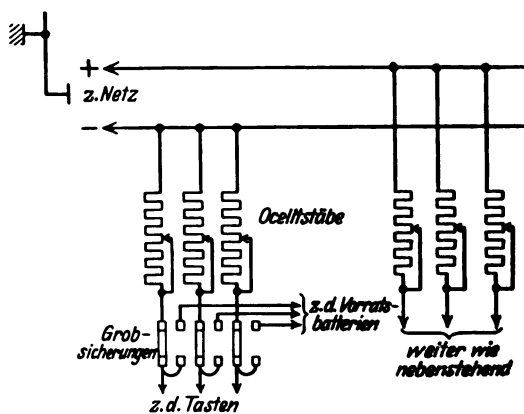 +
z.Netz
−
Ocelitstäbe
Grob-
sicherungen
z.d.Vorrats-
batterien
weiter wie
nebenstehend
z.d.Tasten